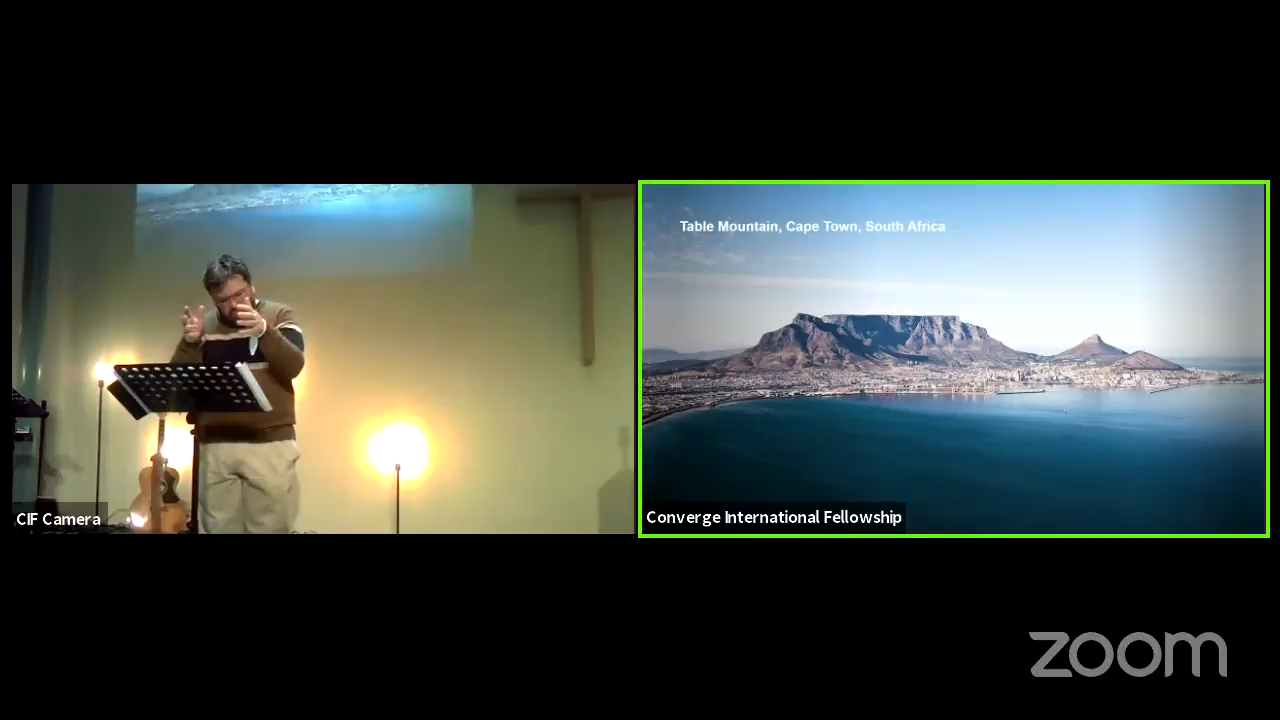 Table Mountain, Cape Town, South Africa
CIF Camera
Converge International Fellowship
zoom